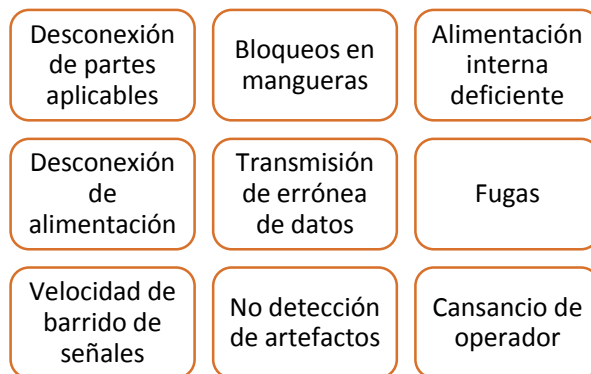 Desconexión
de partes
aplicables
Bloqueos en
mangueras
Alimentación
interna
deficiente
Desconexión
de
alimentación
Transmisión
de errónea
de datos
Fugas
Velocidad de
barrido de
señales
No detección
de artefactos
Cansancio de
operador